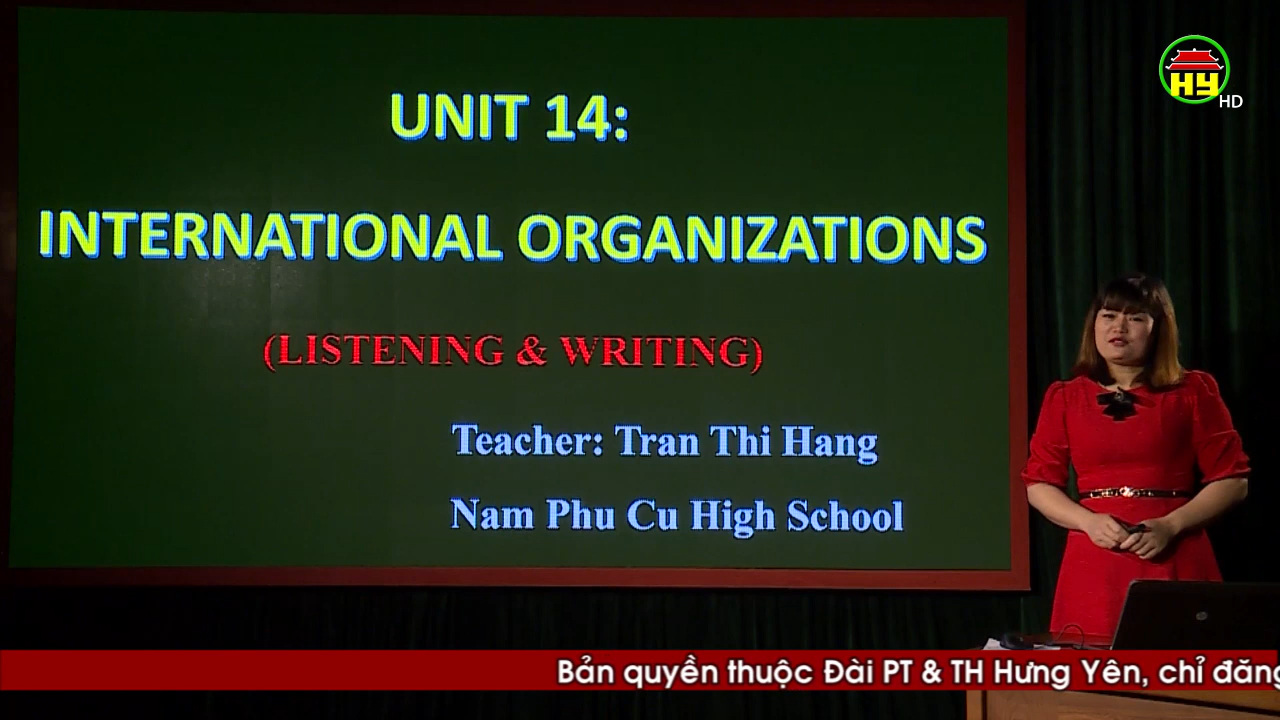 HY
HD
UNIT 14:
INTERNATIONAL ORGANIZATIONS
(LISTENING & WRITING)
Teacher: Tran Thi Hang
Nam Phu Cu High School
Bản quyền thuộc Đài PT & TH Hưng Yên, chỉ đăng